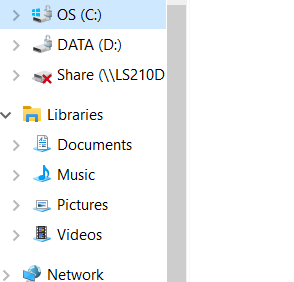 OS (C:)
DATA (D:)
Share (\\LS210D
Libraries
Documents
Music
Pictures
Videos
Network